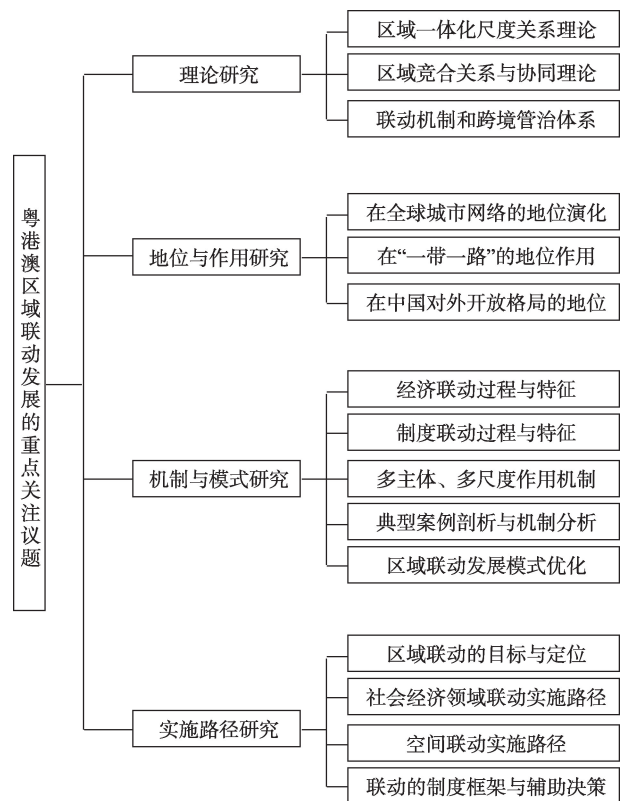 粤港澳区域联动发展的重点关注议题
理论研究
区域一体化尺度关系理论
区域竞合关系与协同理论
联动机制和跨境管治体系
地位与作用研究
在全球城市网络的地位演化
在“一带一路”的地位作用
在中国对外开放格局的地位
机制与模式研究
经济联动过程与特征
制度联动过程与特征
多主体、多尺度作用机制
典型案例剖析与机制分析
区域联动发展模式优化
实施路径研究
区域联动的目标与定位
社会经济领域联动实施路径
空间联动实施路径
联动的制度框架与辅助决策